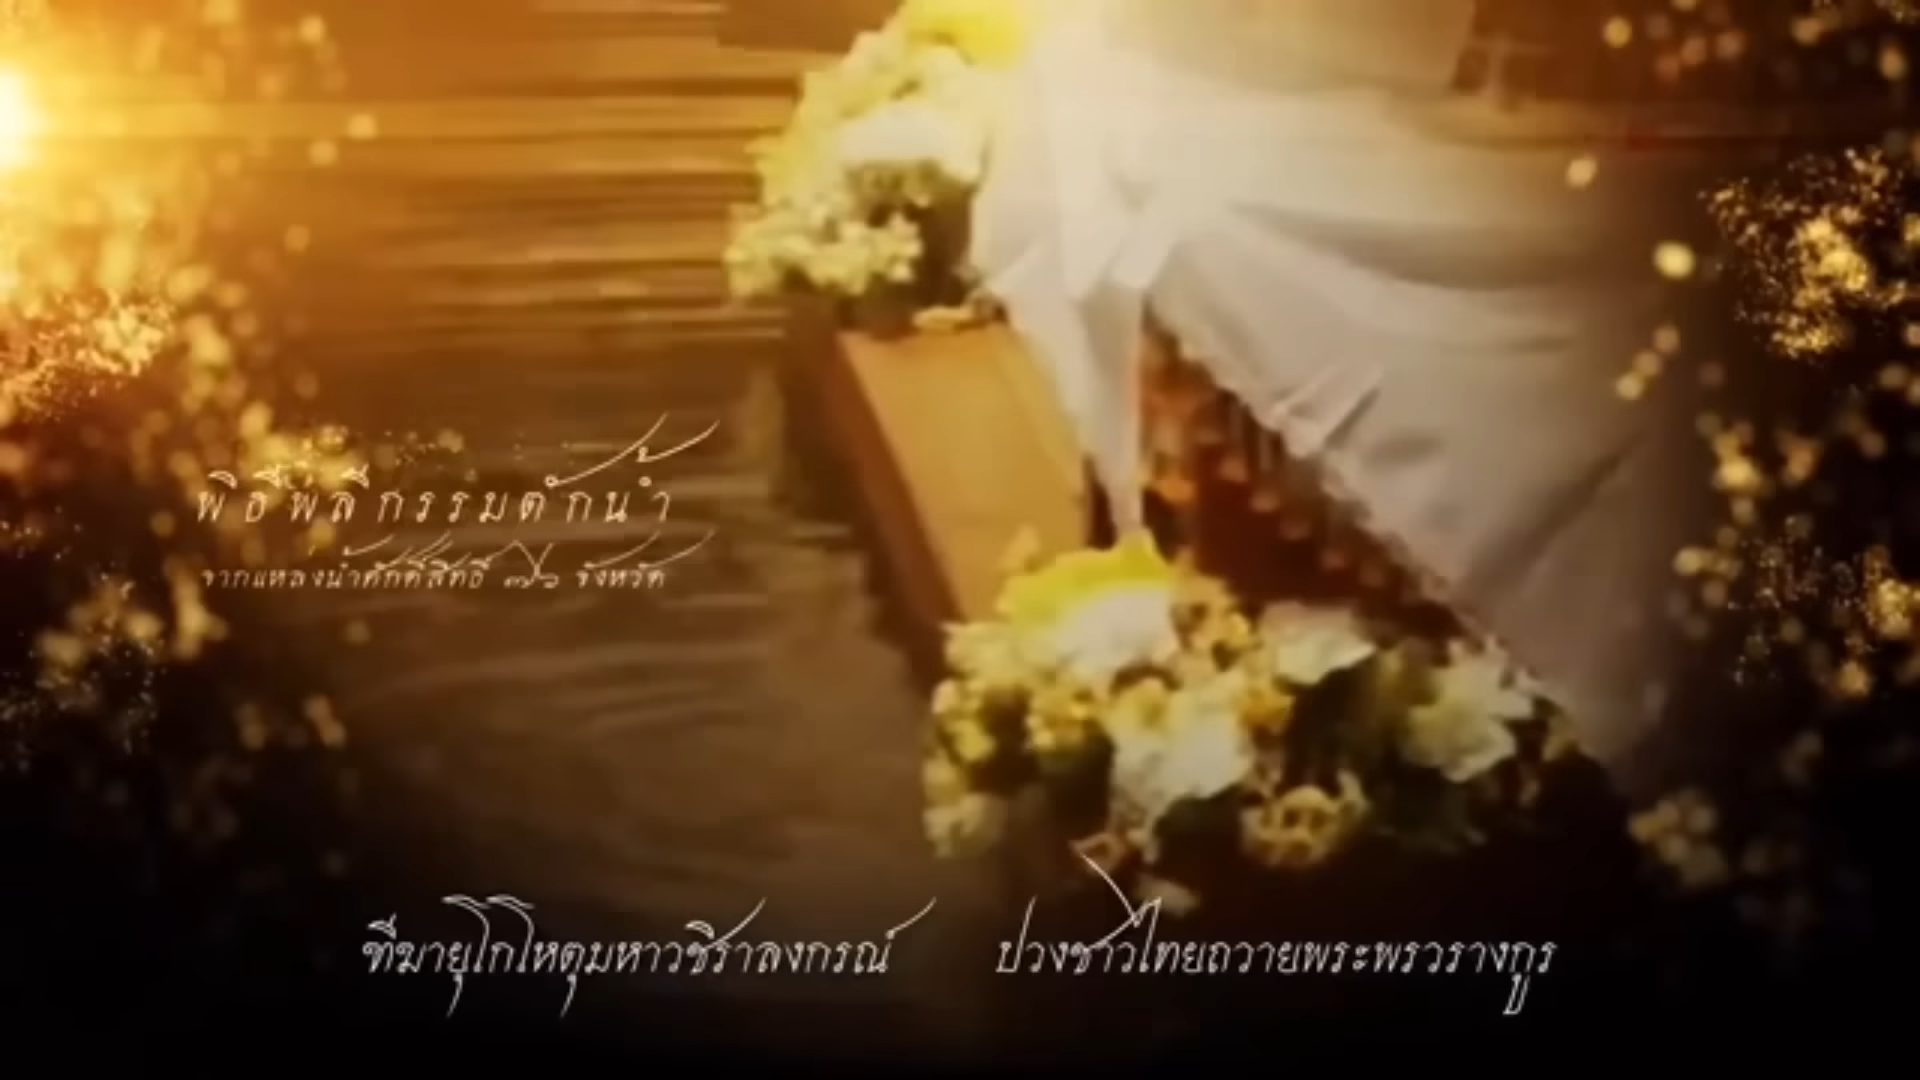 พิธีพลีกรรมตักน้ำ
จากแหล่งน้ำศักดิ์สิทธิ์ ๗๖ จังหวัด
ฑีฆายุโกโหตุมหาวชิราลงกรณ์ ปวงชาวไทยถวายพระพรวรางกูร